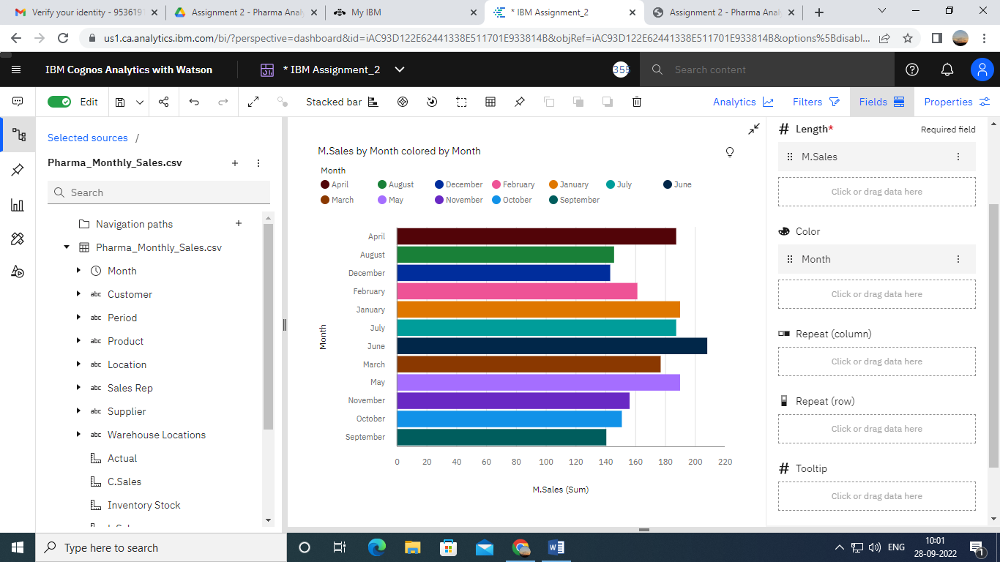 Verify your identity - 9536191
Assignment 2 - Pharma Analy
My IBM
* IBM Assignment_2
Assignment 2 - Pharma Analy
us1.ca.analytics.ibm.com/bi/?perspective=dashboard&id=iAC93D122E62441338E511701E933814B&objRef=iAC93D122E62441338E511701E933814B&options%5Bdisabl...
IBM Cognos Analytics with Watson
* IBM Assignment_2
355
Search content
Edit
Stacked bar
Analytics
Filters
Fields
Properties
Selected sources /
Pharma_Monthly_Sales.csv
Search
Navigation paths
Pharma_Monthly_Sales.csv
Month
abc Customer
abc Period
abc Product
abc Location
abc Sales Rep
abc Supplier
abc Warehouse Locations
Actual
C.Sales
Inventory Stock
M.Sales by Month colored by Month
Month
April August December February January July June
March May November October September
Month
April
August
December
February
January
July
June
March
May
November
October
September
0 20 40 60 80 100 120 140 160 180 200 220
M.Sales (Sum)
# Length* Required field
M.Sales
Click or drag data here
Color
Month
Click or drag data here
Repeat (column)
Click or drag data here
Repeat (row)
Click or drag data here
# Tooltip
Click or drag data here
Type here to search
ENG
10:01
28-09-2022
1